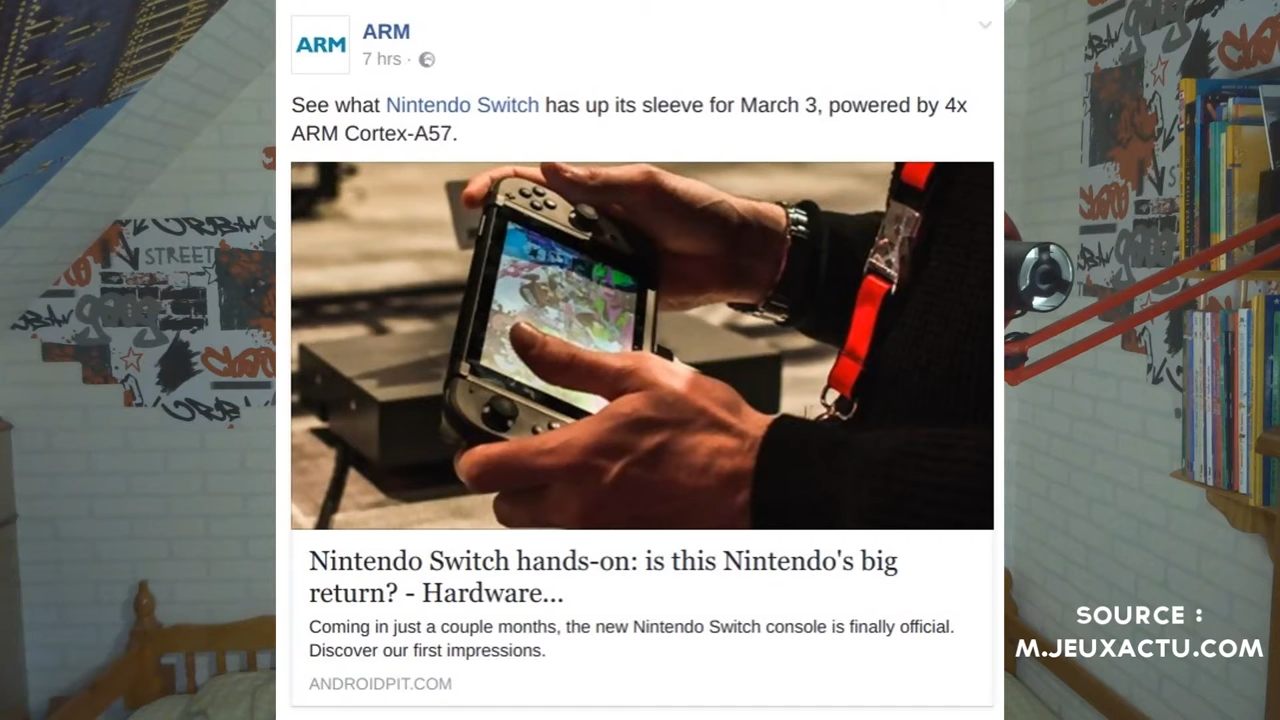 ARM
ARM
7 hrs ·
See what Nintendo Switch has up its sleeve for March 3, powered by 4x
ARM Cortex-A57.
STREET
Nintendo Switch hands-on: is this Nintendo's big
return? - Hardware...
Coming in just a couple months, the new Nintendo Switch console is finally official.
Discover our first impressions.
ANDROIDPIT.COM
SOURCE :
M.JEUXACTU.COM